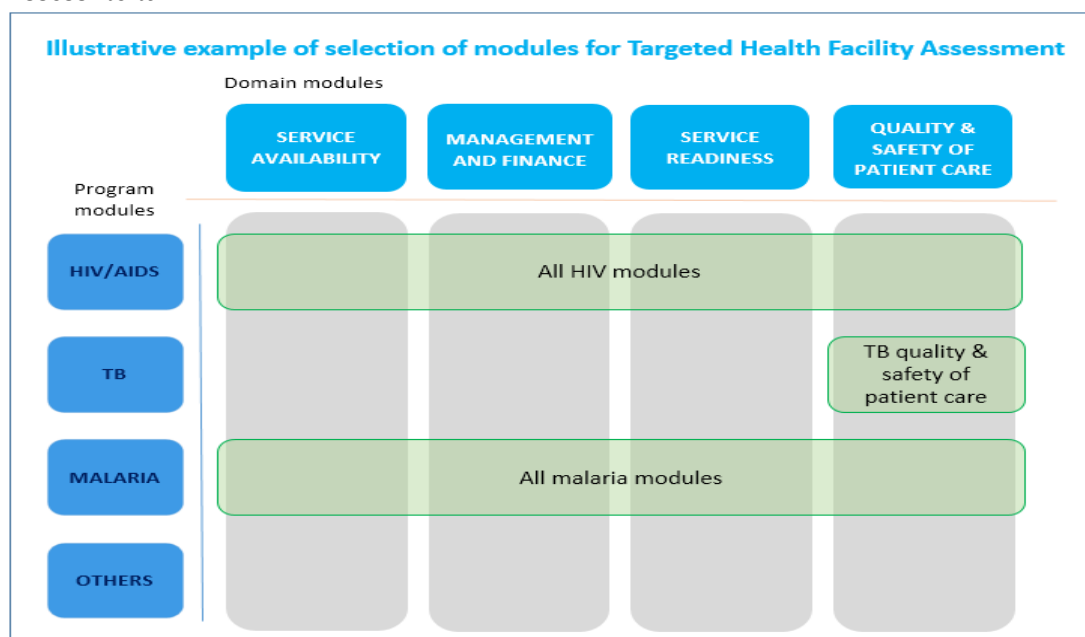 Illustrative example of selection of modules for Targeted Health Facility Assessment
Domain modules
SERVICE
AVAILABILITY
MANAGEMENT
AND FINANCE
SERVICE
READINESS
QUALITY &
SAFETY OF
PATIENT CARE
Program
modules
HIV/AIDS
All HIV modules
TB
TB quality &
safety of
patient care
MALARIA
All malaria modules
OTHERS